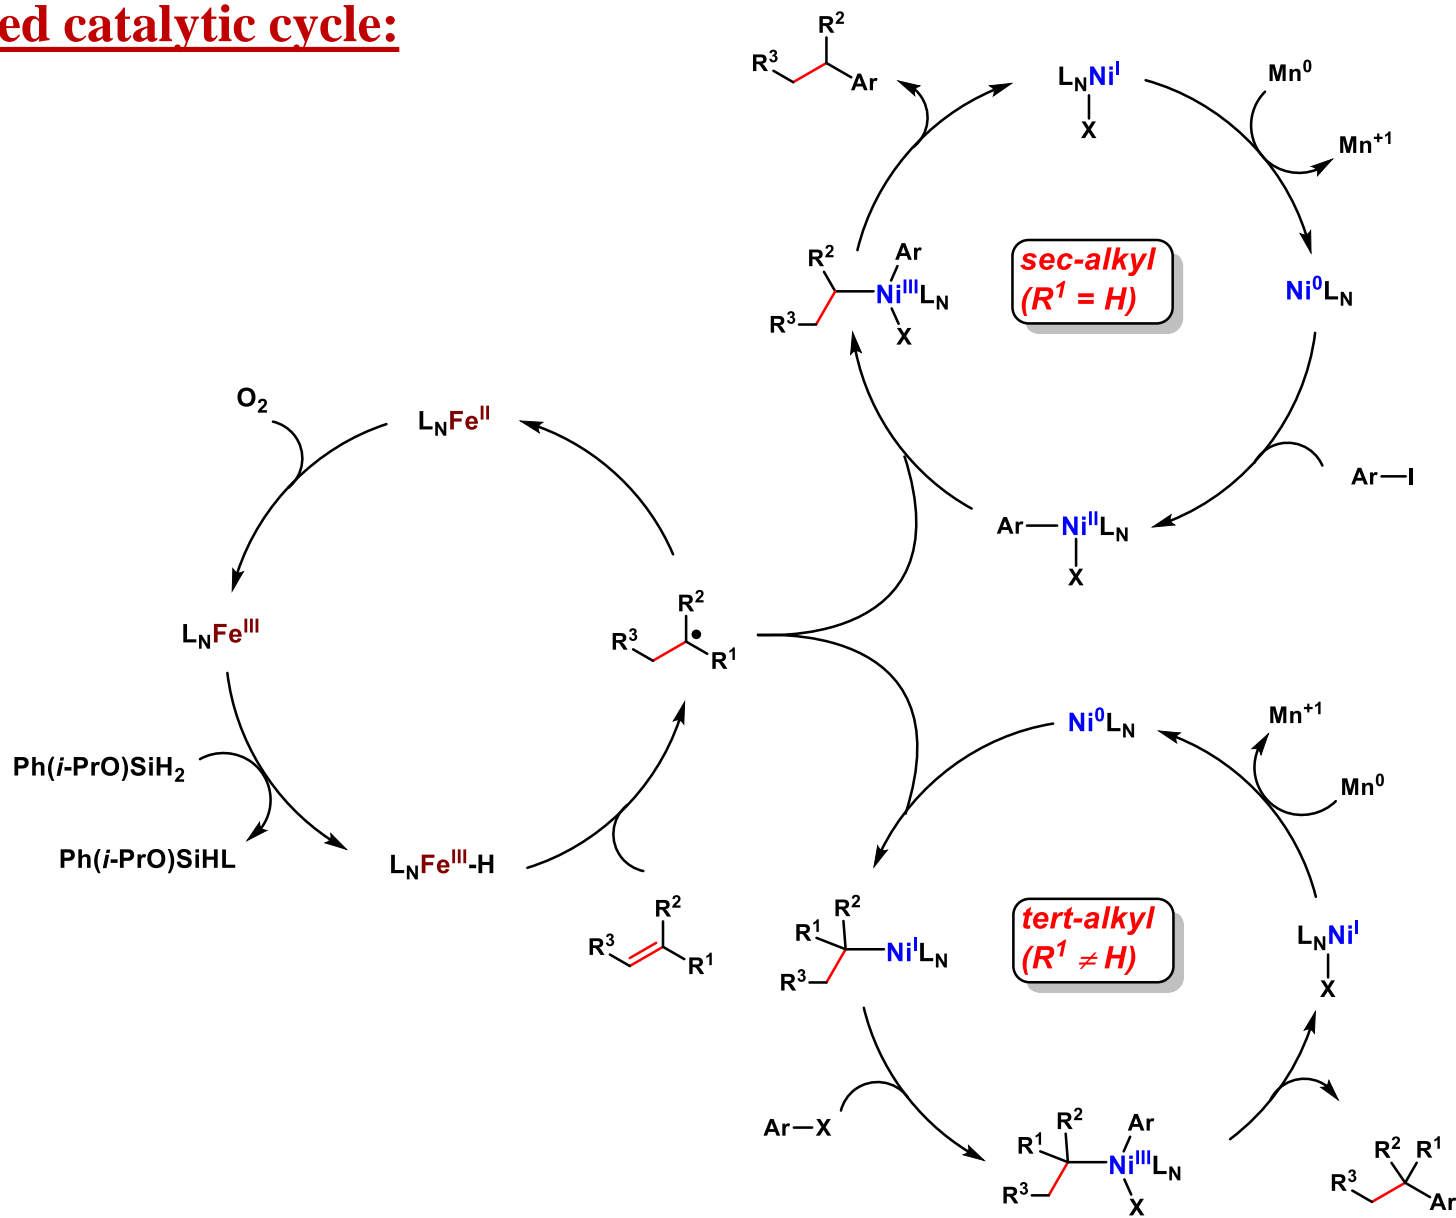 ed catalytic cycle:
R2
R3
Ar
LNNiI
X
Mn0
Mn+1
sec-alkyl
(R1 = H)
Ni0LN
R2
Ar
NiIIILN
R3
X
Ar—I
Ar—NiIILN
X
O2
LNFeII
LNFeIII
R2
R3
R1
Ph(i-PrO)SiH2
Ph(i-PrO)SiHL
LNFeIII-H
R2
R3
R1
Ni0LN
Mn+1
Mn0
tert-alkyl
(R1 ≠ H)
R2
R1
NiILN
R3
LNNiI
X
Ar—X
R2
Ar
R1
NiIIILN
R3
X
R2 R1
R3
Ar